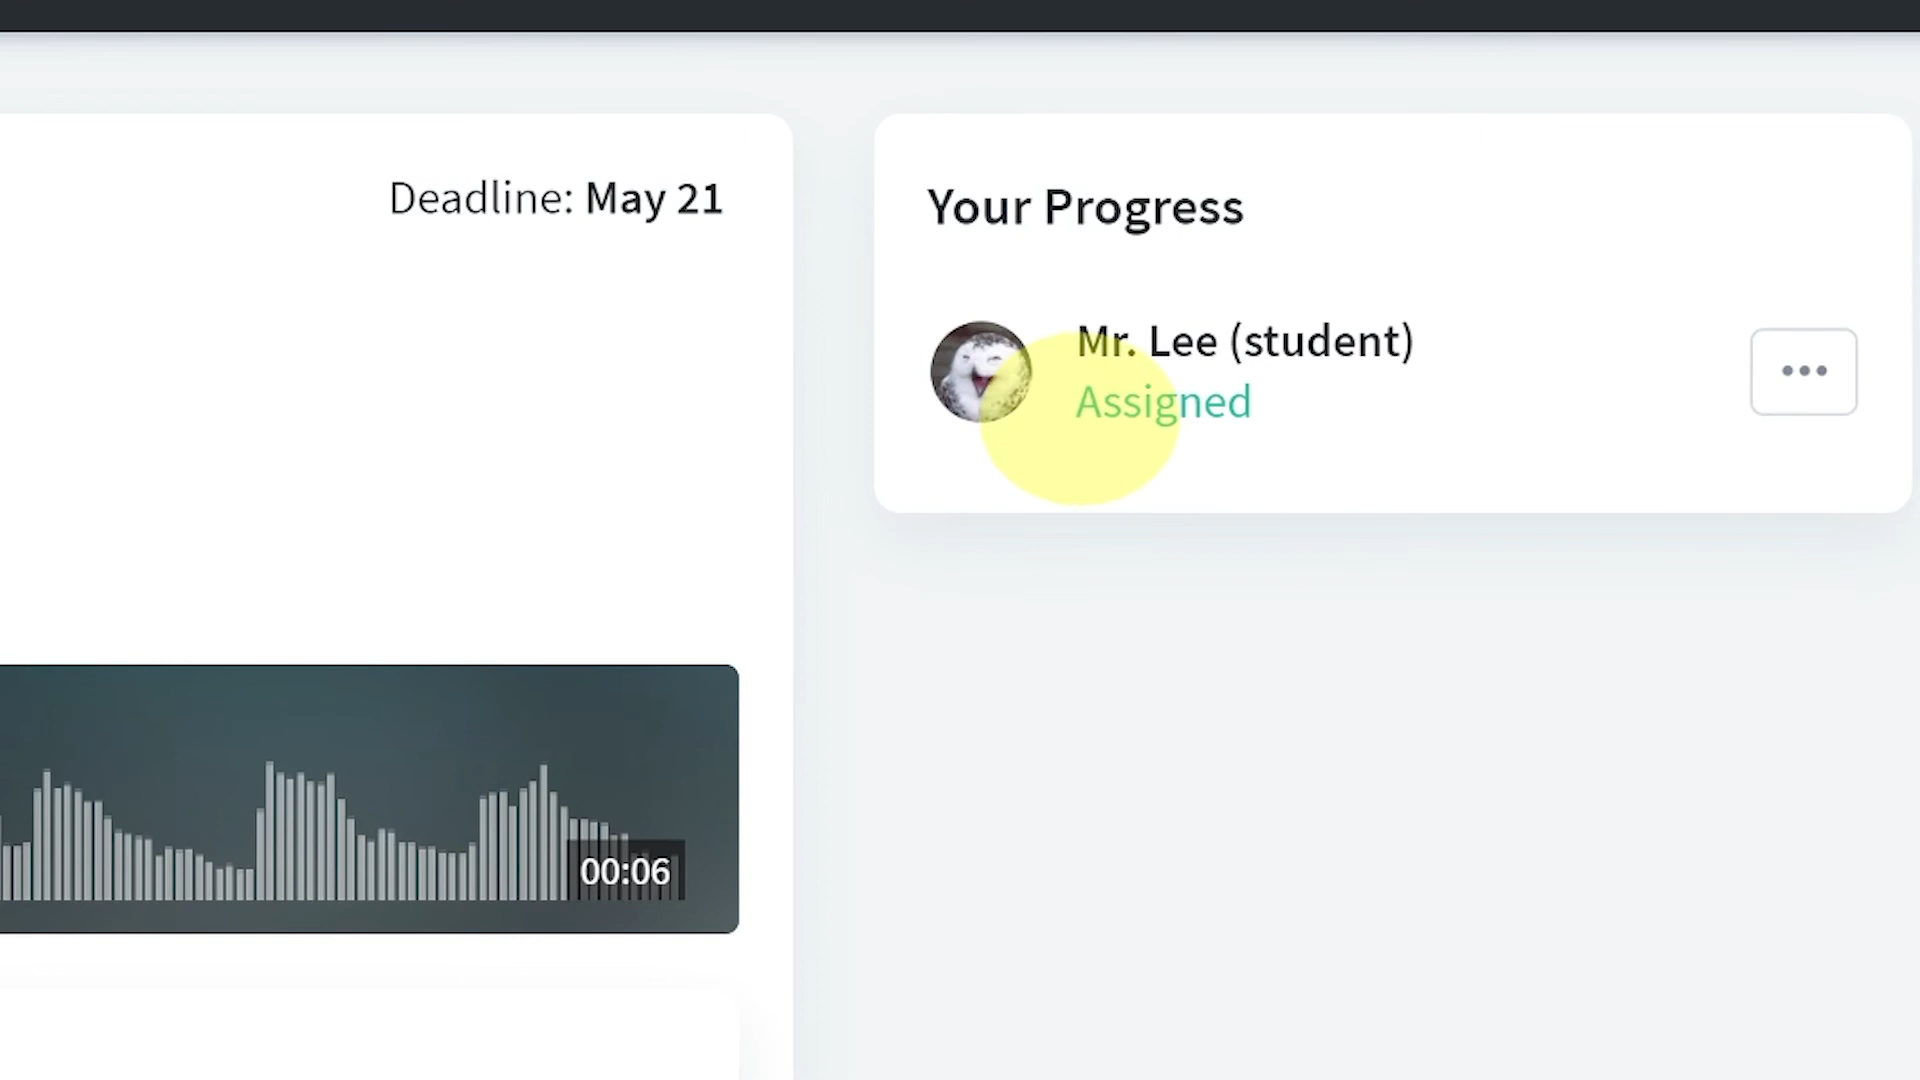 Deadline: May 21
Your Progress
Mr. Lee (student)
Assigned
00:06